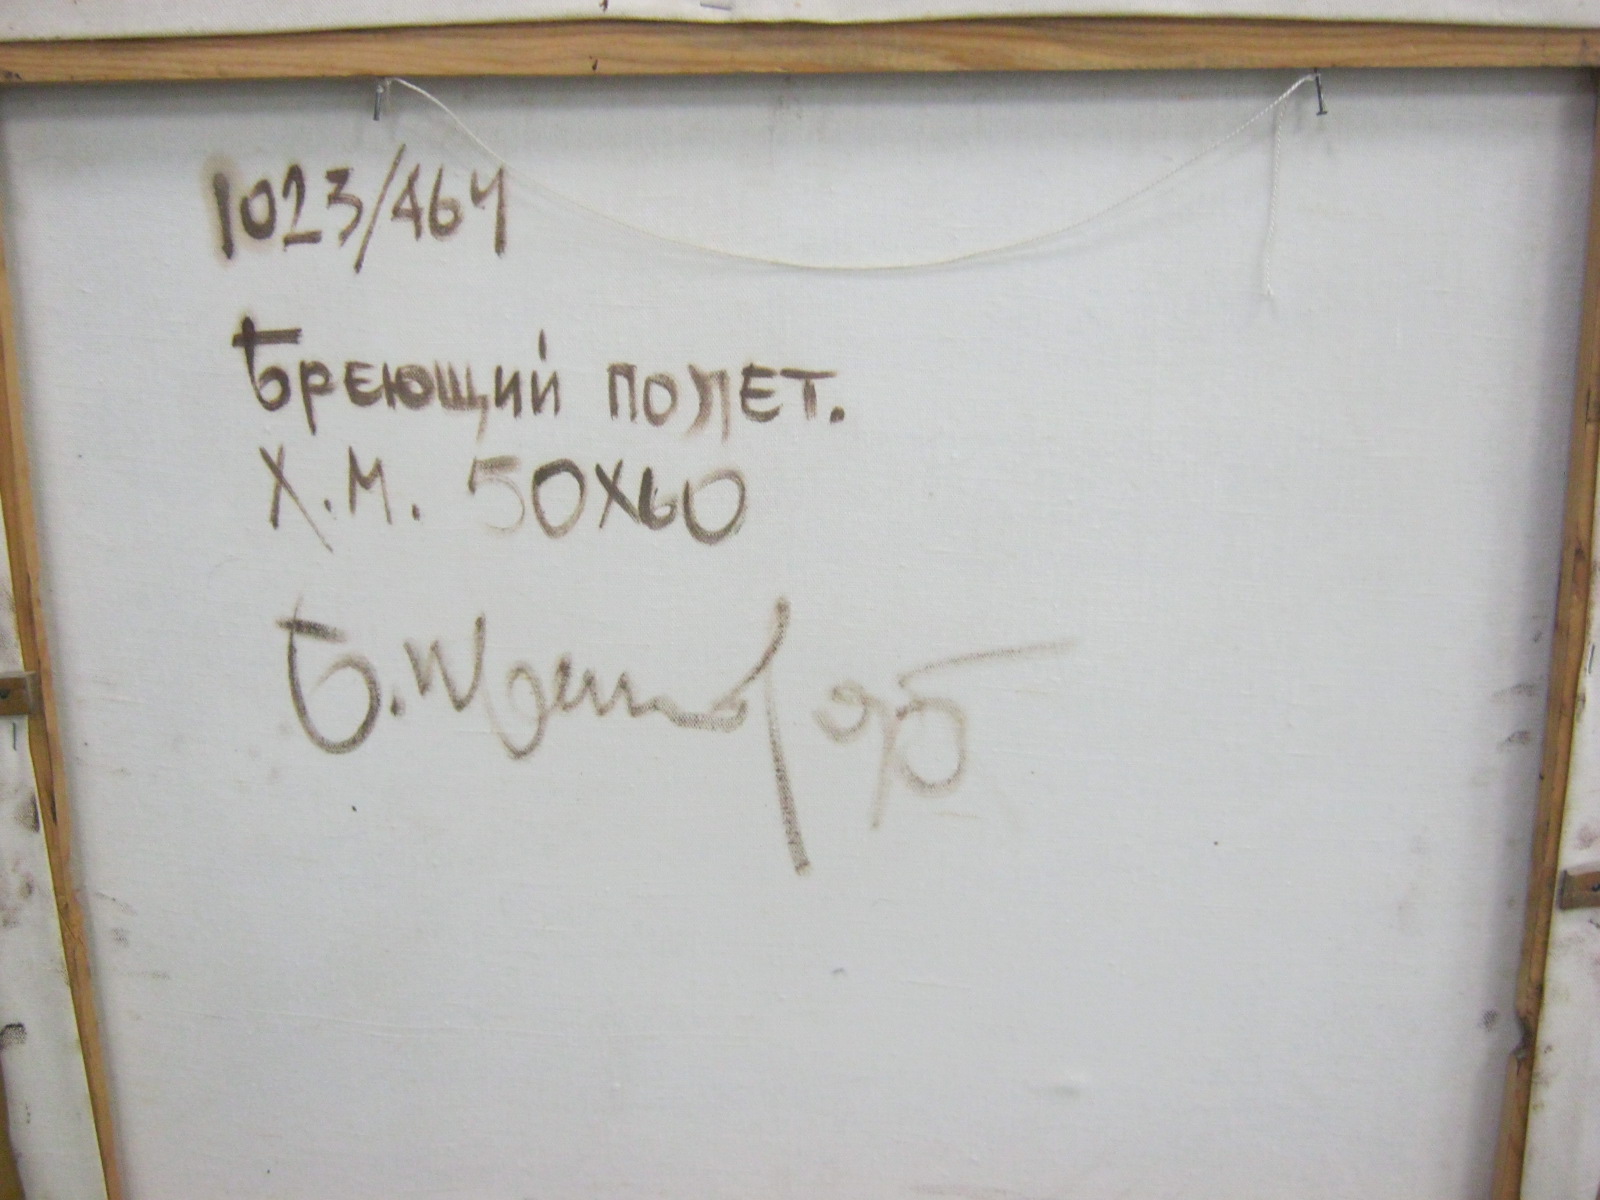 1023/464
Бреющий полет.
Х.М. 50Х60
Б.